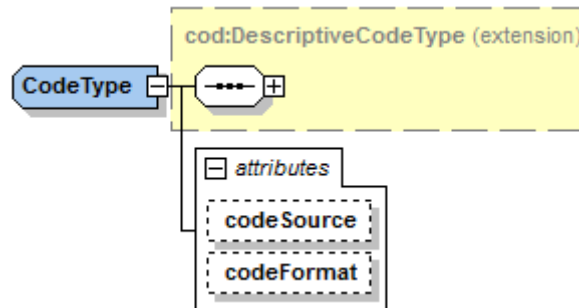 cod:DescriptiveCodeType (extension)
CodeType
attributes
codeSource
codeFormat